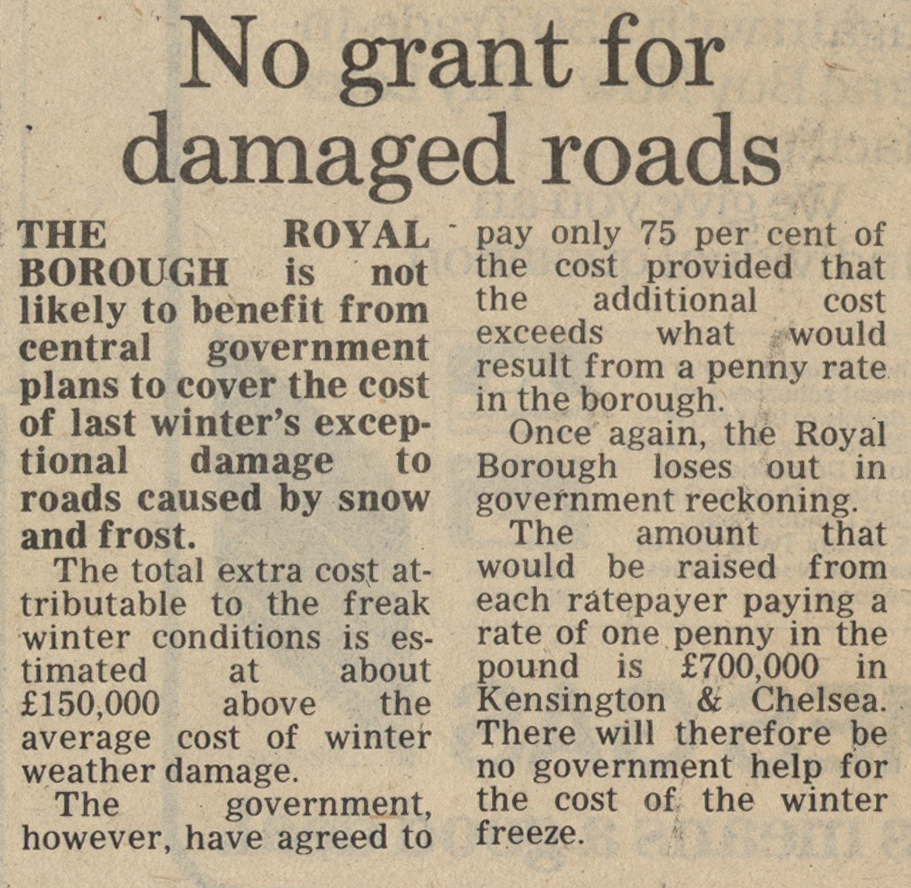 No grant for
damaged roads
THE ROYAL
BOROUGH is not
likely to benefit from
central government
plans to cover the cost
of last winter's excep-
tional damage to
roads caused by snow
and frost.
The total extra cost at-
tributable to the freak
winter conditions is es-
timated at about
£150,000 above the
average cost of winter
weather damage.
The government,
however, have agreed to
pay only 75 per cent of
the cost provided that
the additional cost
exceeds what would
result from a penny rate
in the borough.
Once again, the Royal
Borough loses out in
government reckoning.
The amount that
would be raised from
each ratepayer paying a
rate of one penny in the
pound is £700,000 in
Kensington & Chelsea.
There will therefore be
no government help for
the cost of the winter
freeze.